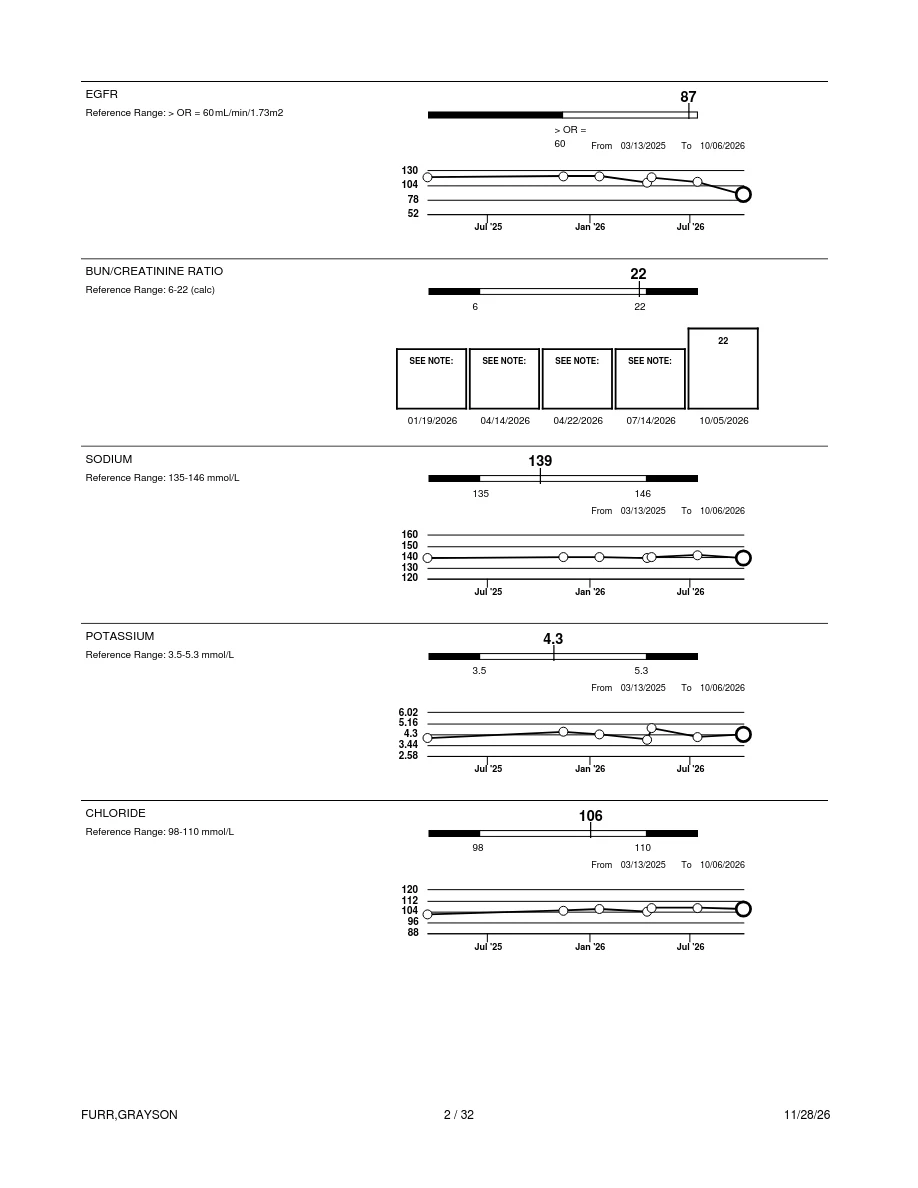 EGFR
87
Reference Range: > OR = 60 mL/min/1.73m2
> OR =
60
From 03/13/2025 To 10/06/2026
130
104
78
52
Jul '25 Jan '26 Jul '26
BUN/CREATININE RATIO
22
Reference Range: 6-22 (calc)
6 22
22
SEE NOTE: SEE NOTE: SEE NOTE: SEE NOTE:
01/19/2026 04/14/2026 04/22/2026 07/14/2026 10/05/2026
SODIUM
139
Reference Range: 135-146 mmol/L
135 146
From 03/13/2025 To 10/06/2026
160
150
140
130
120
Jul '25 Jan '26 Jul '26
POTASSIUM
4.3
Reference Range: 3.5-5.3 mmol/L
3.5 5.3
From 03/13/2025 To 10/06/2026
6.02
5.16
4.3
3.44
2.58
Jul '25 Jan '26 Jul '26
CHLORIDE
106
Reference Range: 98-110 mmol/L
98 110
From 03/13/2025 To 10/06/2026
120
112
104
96
88
Jul '25 Jan '26 Jul '26
FURR,GRAYSON 2 / 32 11/28/26